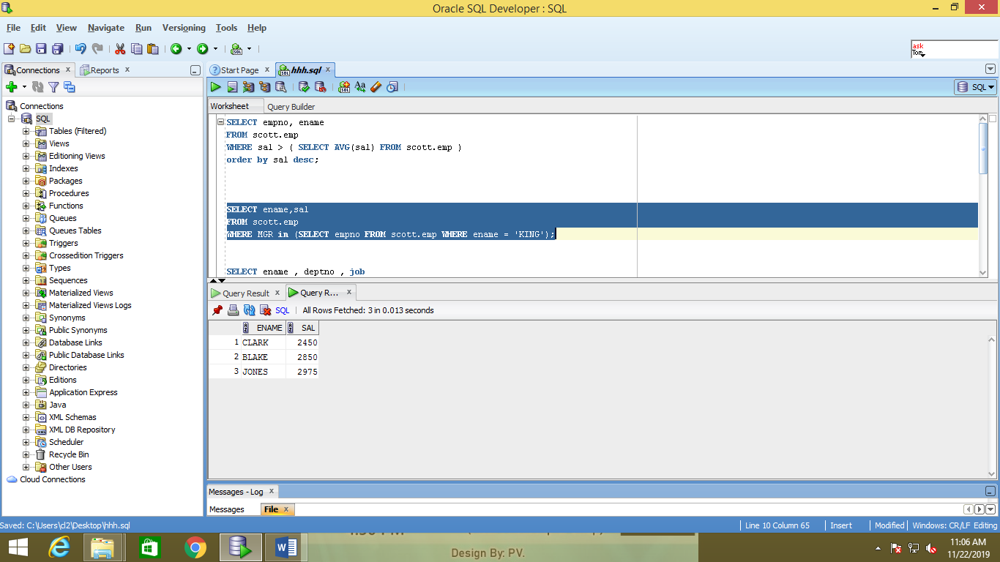 Oracle SQL Developer : SQL
File Edit View Navigate Run Versioning Tools Help
ask
Tom
Connections x Reports x
Start Page x hhh.sql x
SQL
Worksheet Query Builder
Connections
SQL
Tables (Filtered)
Views
Editioning Views
Indexes
Packages
Procedures
Functions
Queues
Queues Tables
Triggers
Crossedition Triggers
Types
Sequences
Materialized Views
Materialized Views Logs
Synonyms
Public Synonyms
Database Links
Public Database Links
Directories
Editions
Application Express
Java
XML Schemas
XML DB Repository
Scheduler
Recycle Bin
Other Users
Cloud Connections
SELECT empno, ename
FROM scott.emp
WHERE sal > ( SELECT AVG(sal) FROM scott.emp )
order by sal desc;
SELECT ename,sal
FROM scott.emp
WHERE MGR in (SELECT empno FROM scott.emp WHERE ename = 'KING');
SELECT ename , deptno , job
Query Result x Query R... x
SQL | All Rows Fetched: 3 in 0.013 seconds
ENAME SAL
1 CLARK 2450
2 BLAKE 2850
3 JONES 2975
Messages - Log x
Messages File x
Saved: C:\Users\cl2\Desktop\hhh.sql
Line 10 Column 65 | Insert | Modified | Windows: CR/LF Editing
Design By: PV.
11:06 AM
11/22/2019